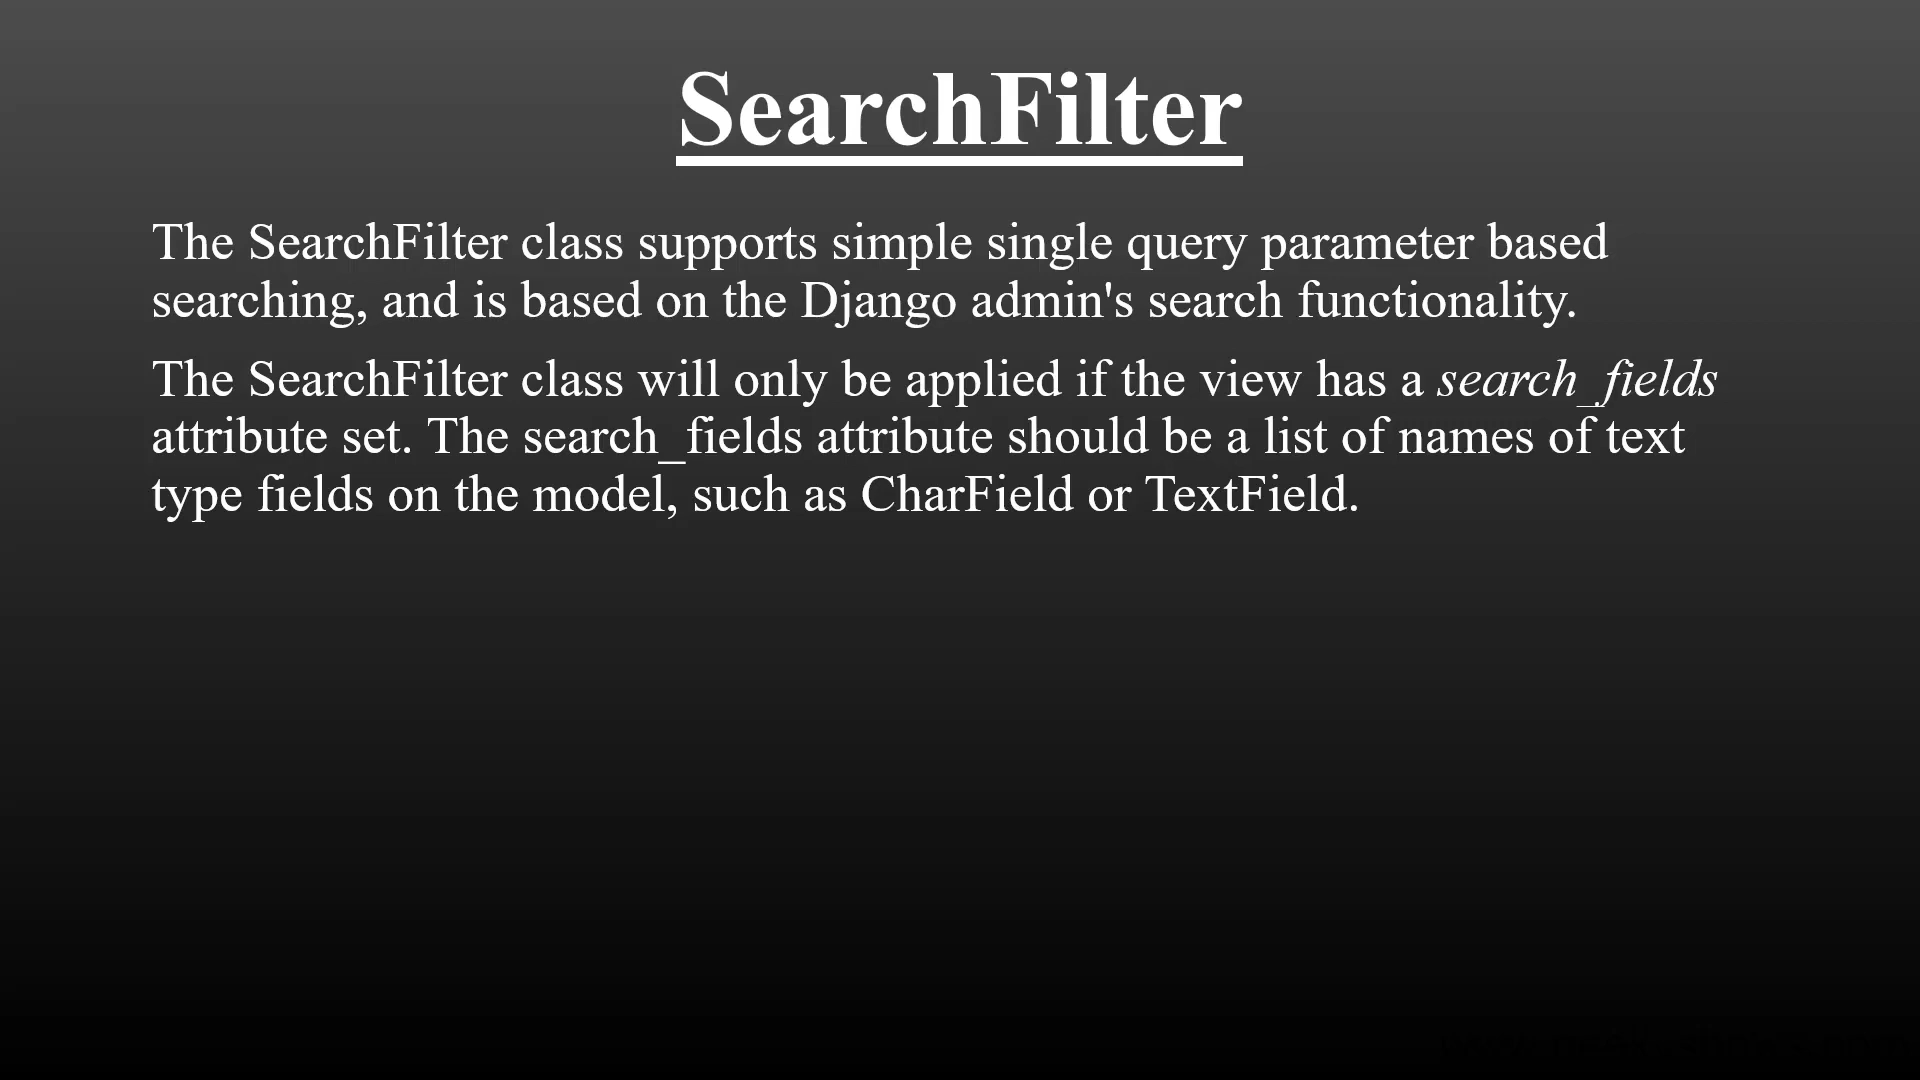 SearchFilter
The SearchFilter class supports simple single query parameter based
searching, and is based on the Django admin's search functionality.
The SearchFilter class will only be applied if the view has a search_fields
attribute set. The search_fields attribute should be a list of names of text
type fields on the model, such as CharField or TextField.